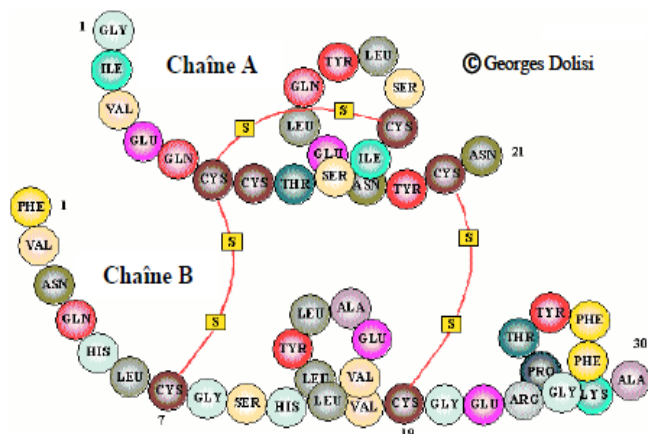 Chaîne A
© Georges Dolisi
1
GLY
ILE
VAL
GLU
GLN
CYS
CYS
THR
SER
ILE
CYS
SER
LEU
TYR
GLN
LEU
GLU
ASN
TYR
CYS
ASN
21
S
S
S
S
S
S
Chaîne B
1
PHE
VAL
ASN
GLN
HIS
LEU
CYS
7
GLY
SER
HIS
LEU
VAL
GLU
ALA
LEU
TYR
LEU
VAL
CYS
19
GLY
GLU
ARG
GLY
PHE
PHE
TYR
THR
PRO
LYS
ALA
30